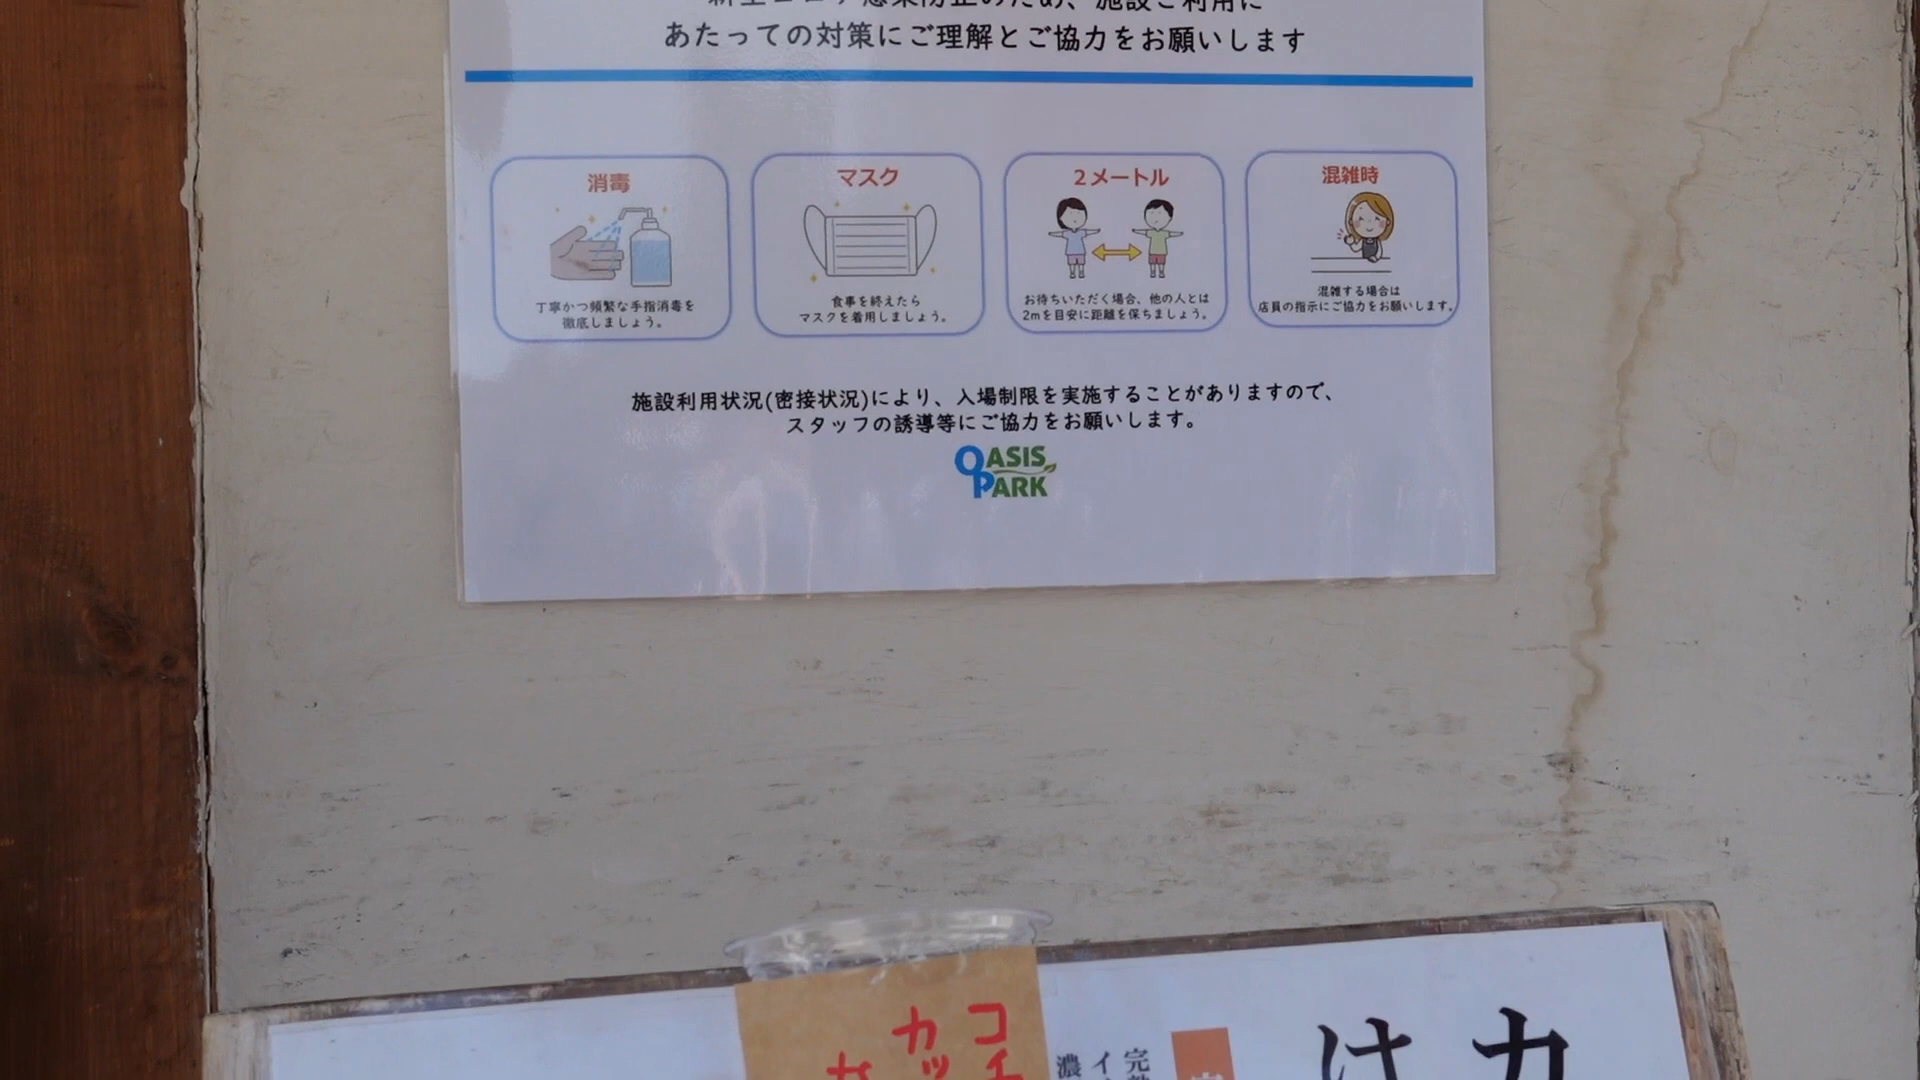 新型コロナ感染防止のため、施設ご利用に
あたっての対策にご理解とご協力をお願いします
消毒
丁寧かつ頻繁な手指消毒を
徹底しましょう。
マスク
食事を終えたら
マスクを着用しましょう。
2メートル
お待ちいただく場合、他の人とは
2mを目安に距離を保ちましょう。
混雑時
混雑する場合は
店員の指示にご協力をお願いします。
施設利用状況(密接状況)により、入場制限を実施することがありますので、
スタッフの誘導等にご協力をお願いします。
OASIS
PARK
カ
け
完
イ
濃
コ
カッ